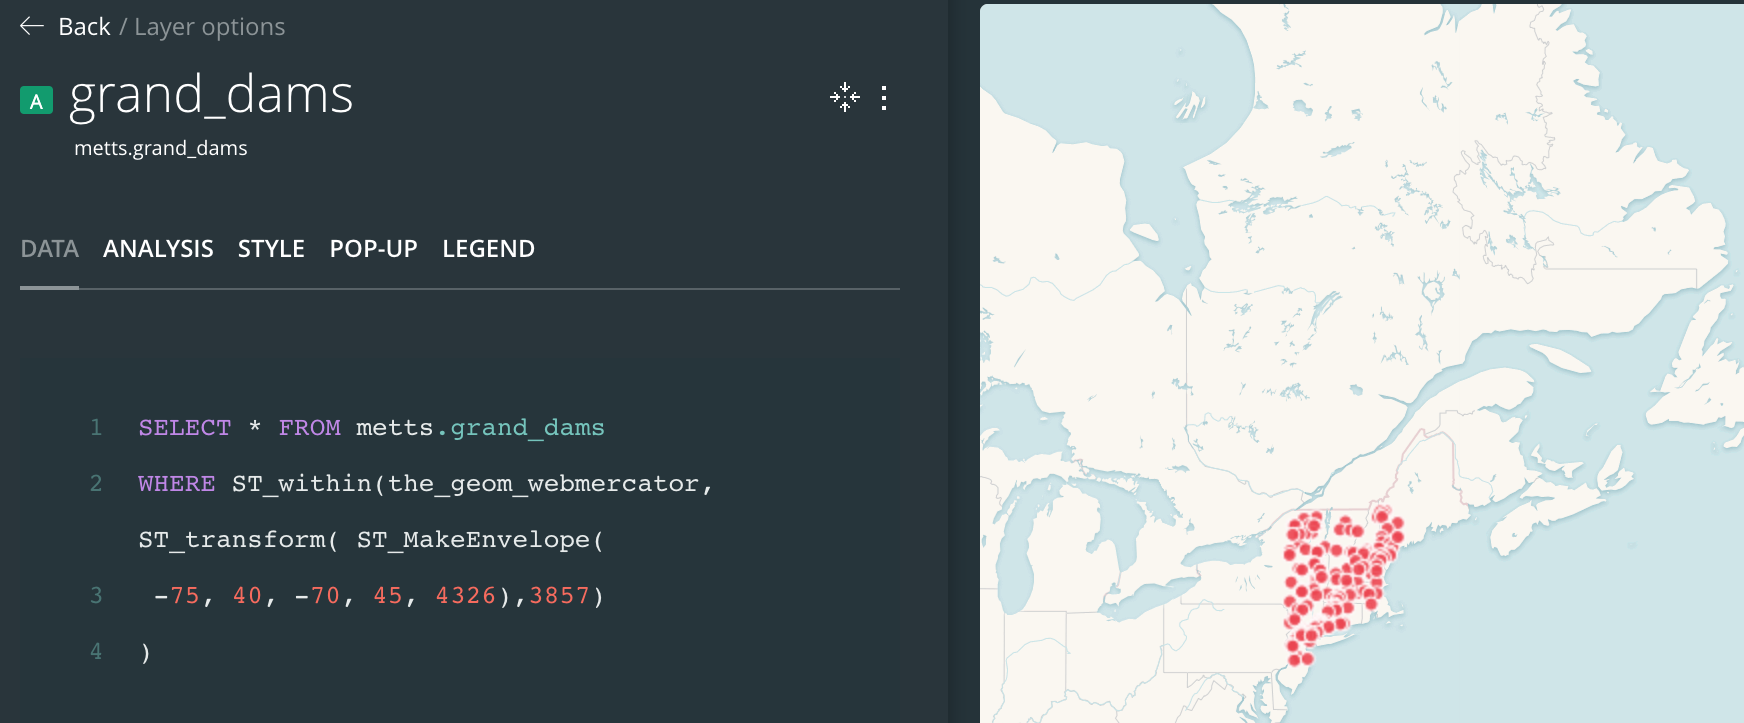 Back / Layer options
A grand_dams
metts.grand_dams
DATA ANALYSIS STYLE POP-UP LEGEND
1 SELECT * FROM metts.grand_dams
2 WHERE ST_within(the_geom_webmercator,
ST_transform( ST_MakeEnvelope(
3 -75, 40, -70, 45, 4326),3857)
4 )